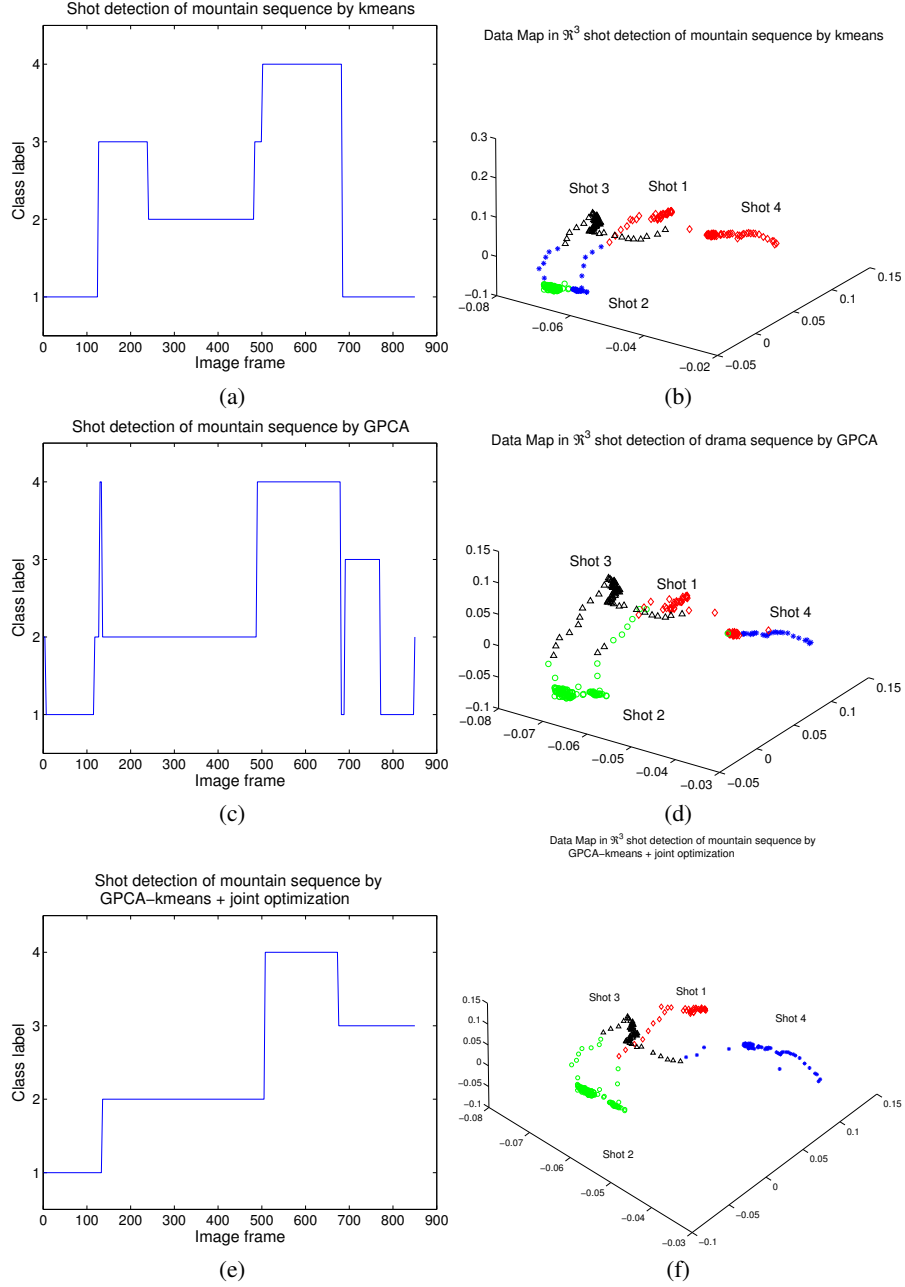 Shot detection of mountain sequence by kmeans
4
3
2
1
Class label
0 100 200 300 400 500 600 700 800 900
Image frame
(a)
Data Map in ℜ³ shot detection of mountain sequence by kmeans
0.3
0.2
0.1
0
−0.1
−0.08
−0.06
−0.04
−0.02
−0.05
0
0.05
0.1
0.15
Shot 3
Shot 1
Shot 4
Shot 2
(b)
Shot detection of mountain sequence by GPCA
4
3
2
1
Class label
0 100 200 300 400 500 600 700 800 900
Image frame
(c)
Data Map in ℜ³ shot detection of drama sequence by GPCA
0.15
0.1
0.05
0
−0.05
−0.1
−0.08
−0.07
−0.06
−0.05
−0.04
−0.03
−0.05
0
0.05
0.1
0.15
Shot 3
Shot 1
Shot 4
Shot 2
(d)
Shot detection of mountain sequence by
GPCA−kmeans + joint optimization
4
3
2
1
Class label
0 100 200 300 400 500 600 700 800 900
Image frame
(e)
Data Map in ℜ³ shot detection of mountain sequence by
GPCA−kmeans + joint optimization
0.15
0.1
0.05
0
−0.05
−0.1
−0.08
−0.07
−0.06
−0.05
−0.04
−0.03
−0.1
−0.05
0
0.05
0.1
0.15
Shot 3
Shot 1
Shot 4
Shot 2
(f)